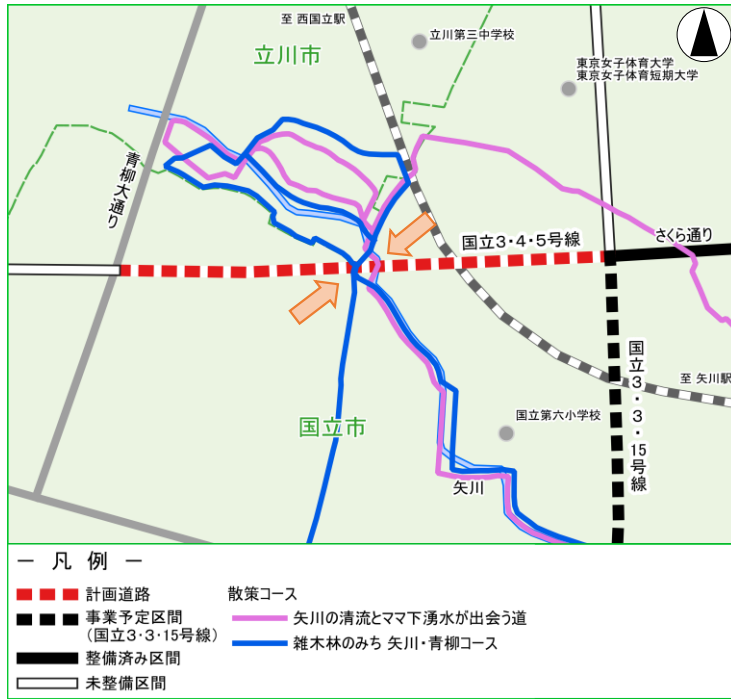 至 西国立駅
立川第三中学校
立川市
東京女子体育大学
東京女子体育短期大学
青柳大通り
国立3・4・5号線
さくら通り
国立3・3・15号線
至 矢川駅
国立市
国立第六小学校
矢川
－ 凡 例 －
計画道路
散策コース
事業予定区間
(国立3・3・15号線)
矢川の清流とママ下湧水が出会う道
整備済み区間
雑木林のみち 矢川・青柳コース
未整備区間